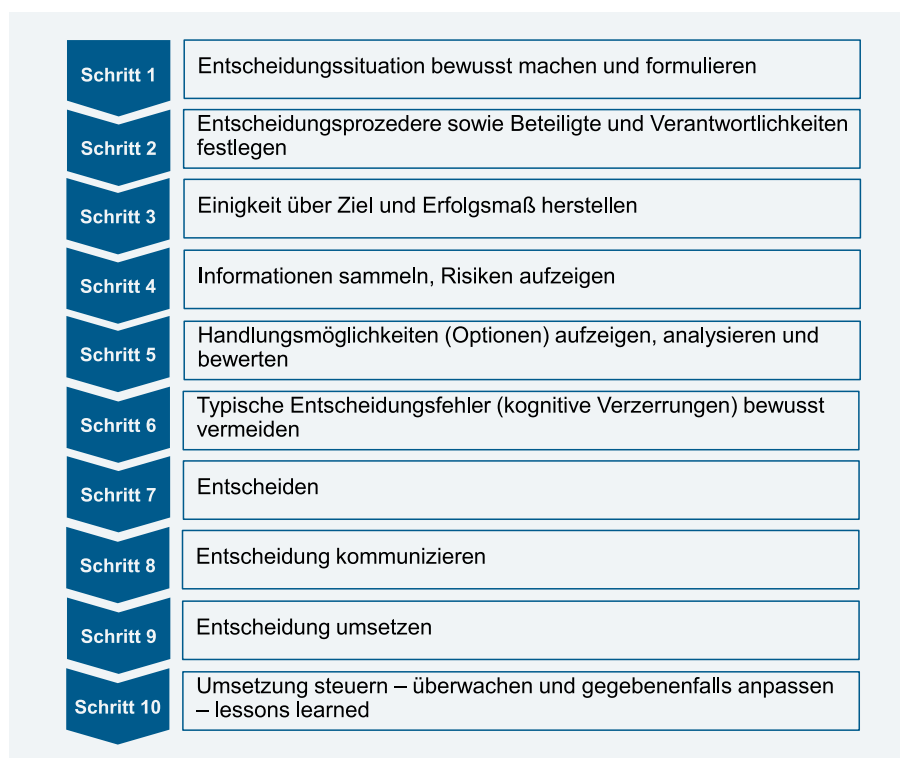 Schritt 1
Entscheidungssituation bewusst machen und formulieren
Schritt 2
Entscheidungsprozedere sowie Beteiligte und Verantwortlichkeiten
festlegen
Schritt 3
Einigkeit über Ziel und Erfolgsmaß herstellen
Schritt 4
Informationen sammeln, Risiken aufzeigen
Schritt 5
Handlungsmöglichkeiten (Optionen) aufzeigen, analysieren und
bewerten
Schritt 6
Typische Entscheidungsfehler (kognitive Verzerrungen) bewusst
vermeiden
Schritt 7
Entscheiden
Schritt 8
Entscheidung kommunizieren
Schritt 9
Entscheidung umsetzen
Schritt 10
Umsetzung steuern – überwachen und gegebenenfalls anpassen
– lessons learned